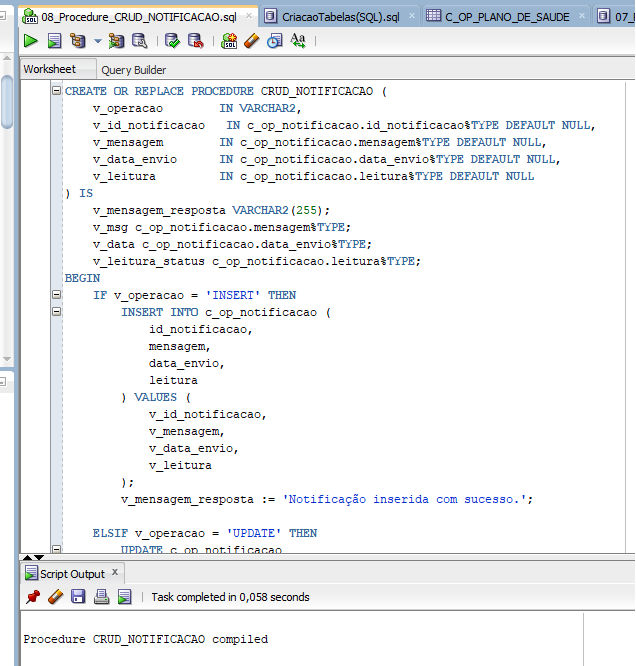 08_Procedure_CRUD_NOTIFICACAO.sql CriacaoTabelas(SQL).sql C_OP_PLANO_DE_SAUDE
Worksheet Query Builder
CREATE OR REPLACE PROCEDURE CRUD_NOTIFICACAO (
v_operacao IN VARCHAR2,
v_id_notificacao IN c_op_notificacao.id_notificacao%TYPE DEFAULT NULL,
v_mensagem IN c_op_notificacao.mensagem%TYPE DEFAULT NULL,
v_data_envio IN c_op_notificacao.data_envio%TYPE DEFAULT NULL,
v_leitura IN c_op_notificacao.leitura%TYPE DEFAULT NULL
) IS
v_mensagem_resposta VARCHAR2(255);
v_msg c_op_notificacao.mensagem%TYPE;
v_data c_op_notificacao.data_envio%TYPE;
v_leitura_status c_op_notificacao.leitura%TYPE;
BEGIN
IF v_operacao = 'INSERT' THEN
INSERT INTO c_op_notificacao (
id_notificacao,
mensagem,
data_envio,
leitura
) VALUES (
v_id_notificacao,
v_mensagem,
v_data_envio,
v_leitura
);
v_mensagem_resposta := 'Notificação inserida com sucesso.';
ELSIF v_operacao = 'UPDATE' THEN
UPDATE c_op_notificacao
Script Output x
Task completed in 0,058 seconds
Procedure CRUD_NOTIFICACAO compiled